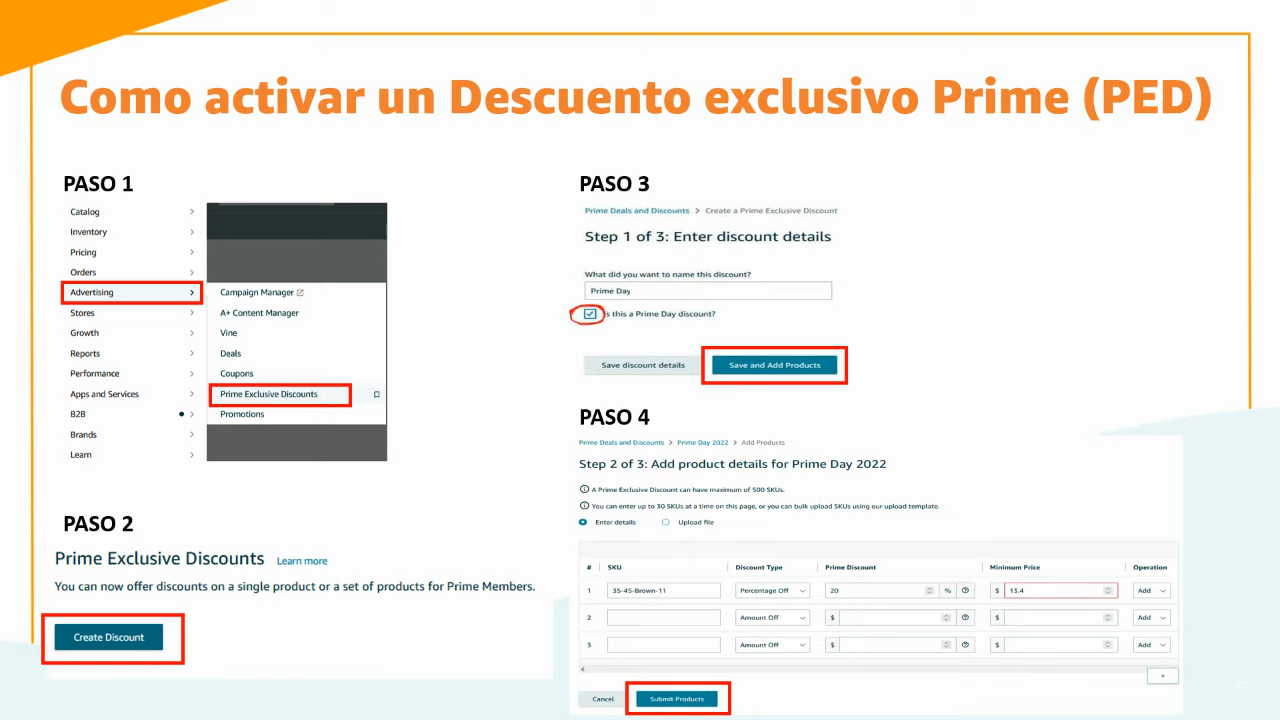 Como activar un Descuento exclusivo Prime (PED)
PASO 1
Catalog
Inventory
Pricing
Orders
Advertising
Stores
Growth
Reports
Performance
Apps and Services
B2B
Brands
Learn
Campaign Manager
A+ Content Manager
Vine
Deals
Coupons
Prime Exclusive Discounts
Promotions
PASO 2
Prime Exclusive Discounts Learn more
You can now offer discounts on a single product or a set of products for Prime Members.
Create Discount
PASO 3
Prime Deals and Discounts > Create a Prime Exclusive Discount
Step 1 of 3: Enter discount details
What did you want to name this discount?
Prime Day
Is this a Prime Day discount?
Save discount details Save and Add Products
PASO 4
Prime Deals and Discounts > Prime Day 2022 > Add Products
Step 2 of 3: Add product details for Prime Day 2022
A Prime Exclusive Discount can have maximum of 500 SKUs.
You can enter up to 30 SKUs at a time on this page, or you can bulk upload SKUs using our upload template.
Enter details Upload file
# SKU Discount Type Prime Discount Minimum Price Operation
1 35-45-Brown-11 Percentage Off 20 % $ 13.4 Add
2 Amount Off $ $ Add
3 Amount Off $ $ Add
+
Cancel Submit Products